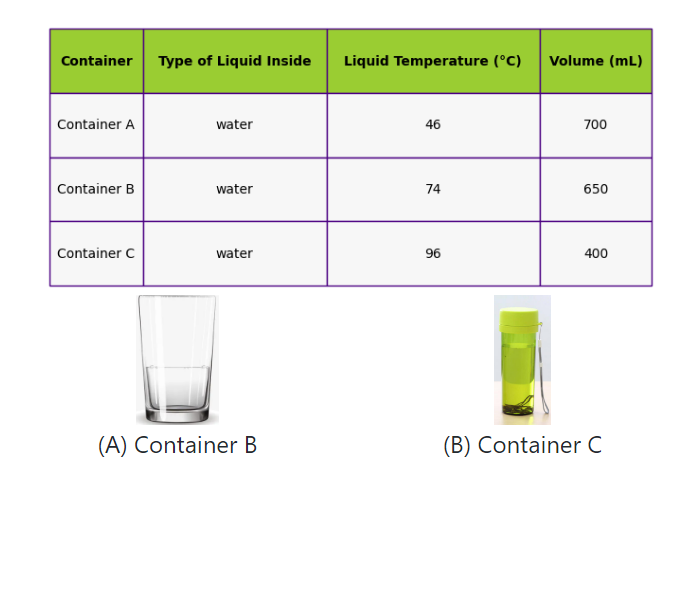 Container Type of Liquid Inside Liquid Temperature (°C) Volume (mL)
Container A water 46 700
Container B water 74 650
Container C water 96 400
(A) Container B (B) Container C